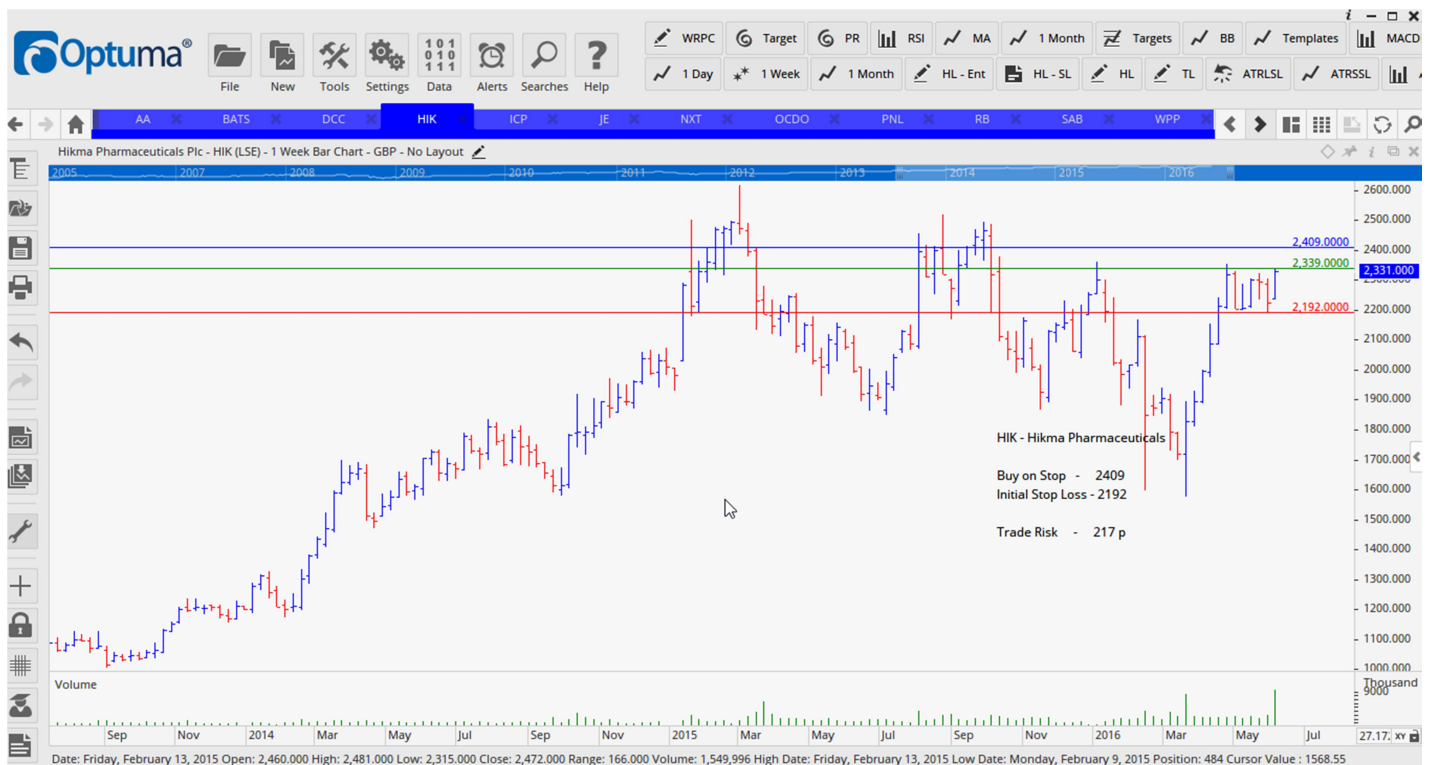 Optuma®
File New Tools Settings Data Alerts Searches Help
101
010
111
WRPC Target PR RSI MA 1 Month Targets BB Templates MACD
1 Day 1 Week 1 Month HL - Ent HL - SL HL TL ATRLSL ATRSSL
AA BATS DCC HIK ICP JE NXT OCDO PNL RB SAB WPP
Hikma Pharmaceuticals Plc - HIK (LSE) - 1 Week Bar Chart - GBP - No Layout
2005 2007 2008 2009 2010 2011 2012 2013 2014 2015 2016
2600.000
2500.000
2,409.0000 2400.000
2,339.0000
2,331.000
2,192.0000 2200.000
2100.000
2000.000
1900.000
1800.000
HIK - Hikma Pharmaceuticals
1700.000
Buy on Stop - 2409
Initial Stop Loss - 2192
1600.000
1500.000
Trade Risk - 217 p
1400.000
1300.000
1200.000
1100.000
1000.000
Volume
Thousand
9000
Sep Nov 2014 Mar May Jul Sep Nov 2015 Mar May Jul Sep Nov 2016 Mar May Jul 27.17 XY
Date: Friday, February 13, 2015 Open: 2,460.000 High: 2,481.000 Low: 2,315.000 Close: 2,472.000 Range: 166.000 Volume: 1,549,996 High Date: Friday, February 13, 2015 Low Date: Monday, February 9, 2015 Position: 484 Cursor Value : 1568.55